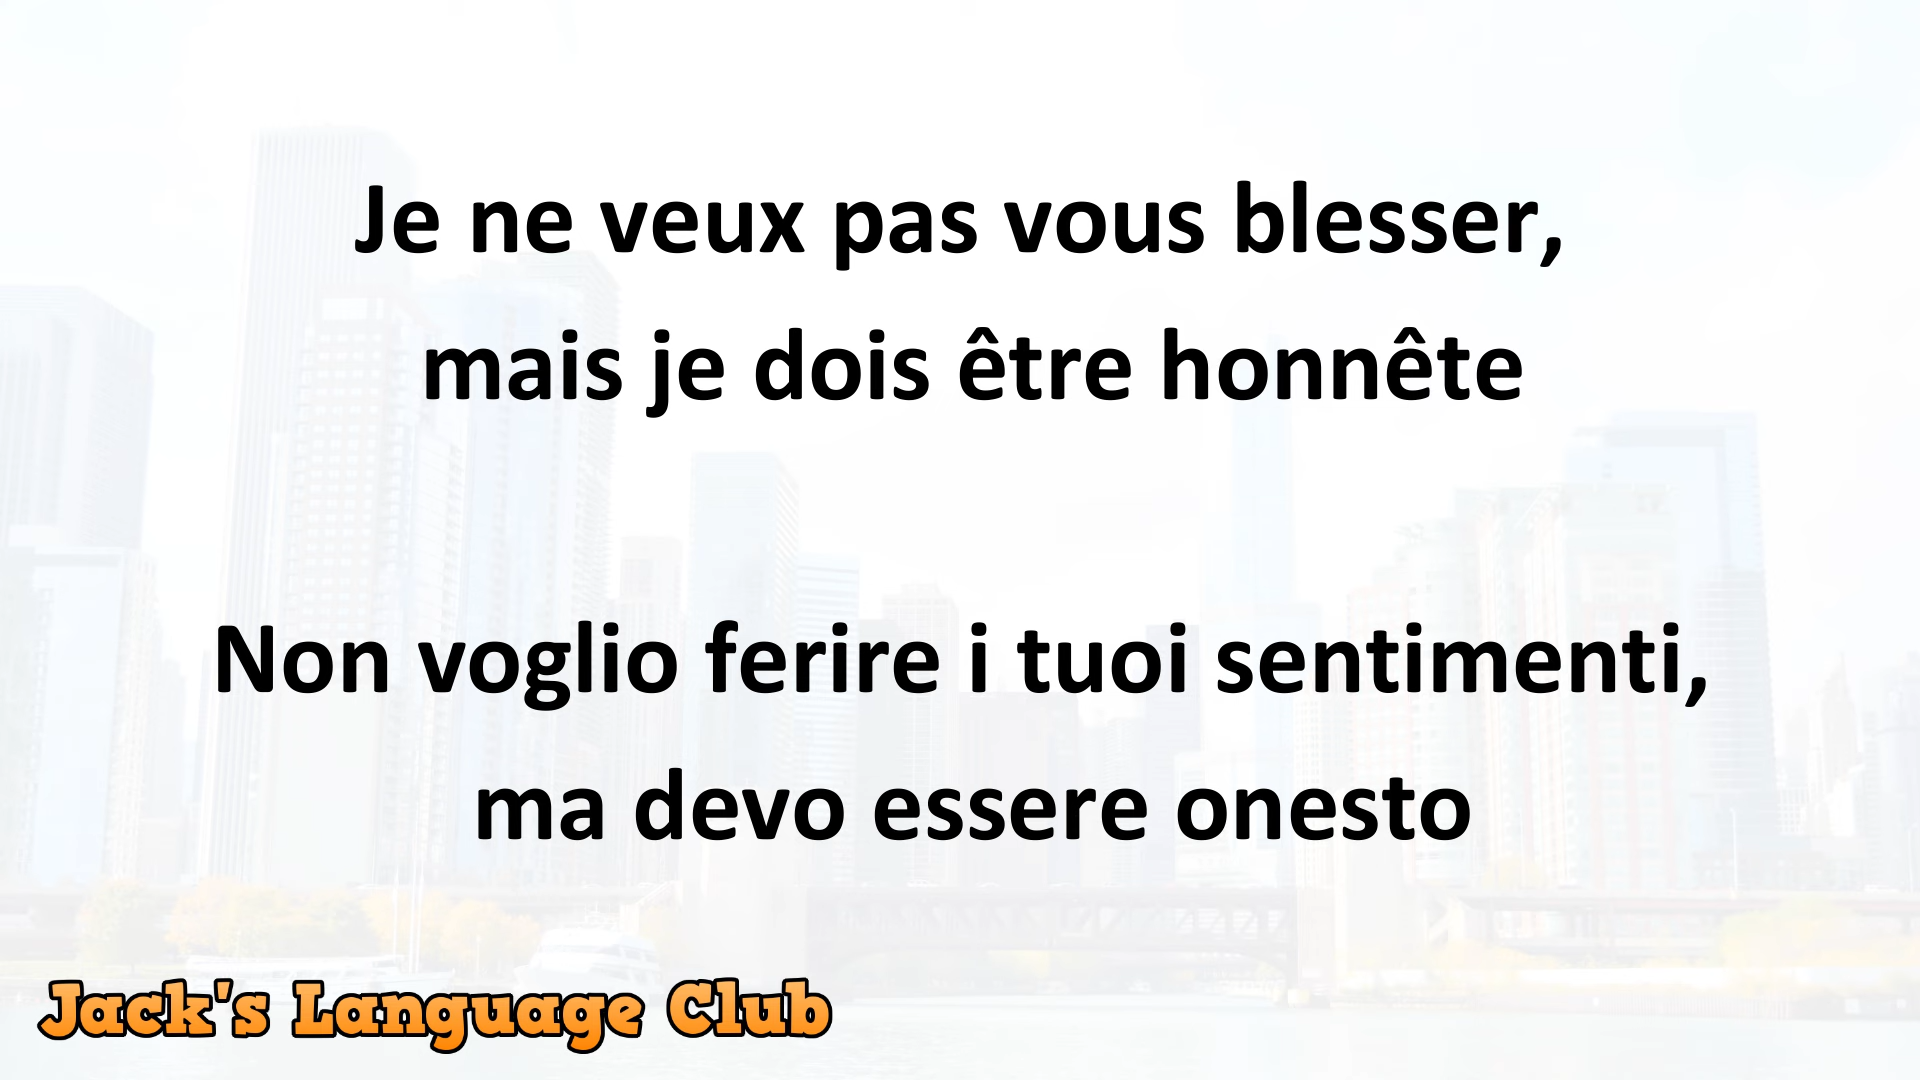 Je ne veux pas vous blesser,
mais je dois être honnête
Non voglio ferire i tuoi sentimenti,
ma devo essere onesto
Jack's Language Club